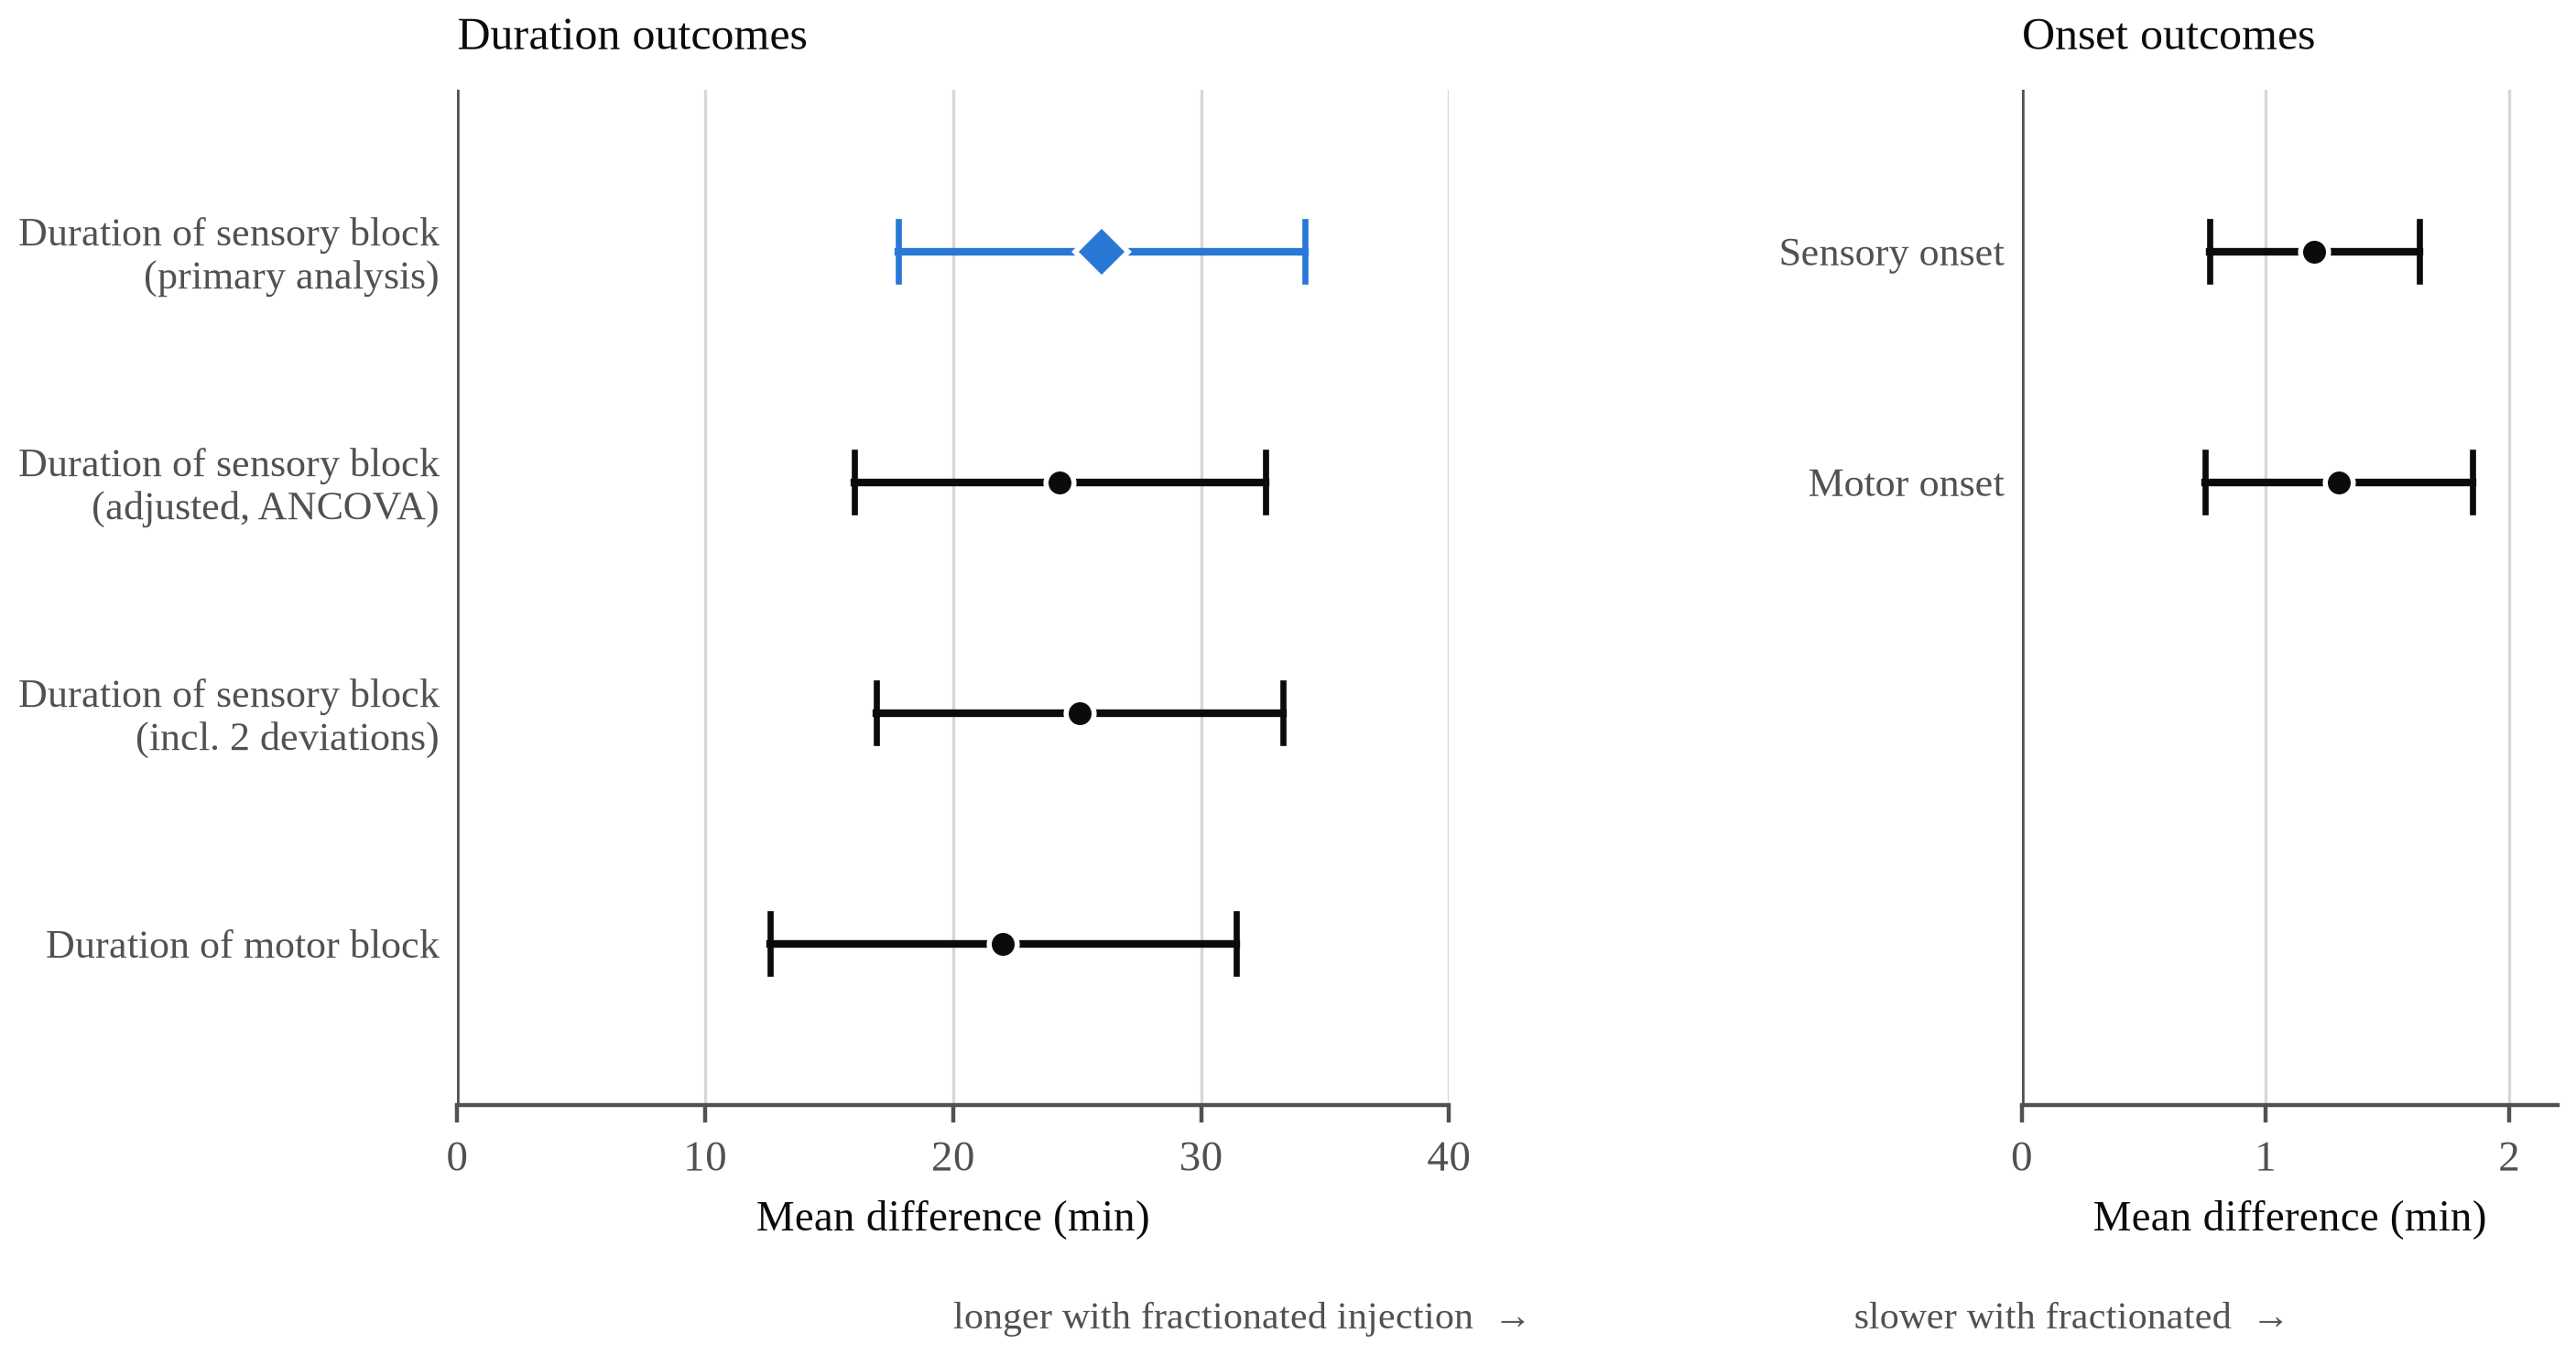 Duration outcomes
Duration of sensory block
(primary analysis)
Duration of sensory block
(adjusted, ANCOVA)
Duration of sensory block
(incl. 2 deviations)
Duration of motor block
0 10 20 30 40
Mean difference (min)
longer with fractionated injection →
Onset outcomes
Sensory onset
Motor onset
0 1 2
Mean difference (min)
slower with fractionated →